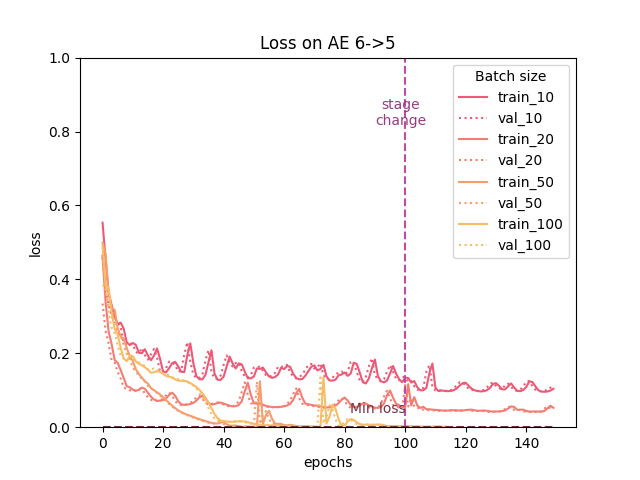 Loss on AE 6->5
1.0
0.8
0.6
0.4
0.2
0.0
loss
0
20
40
60
80
100
120
140
epochs
stage
change
Min loss
Batch size
train_10
val_10
train_20
val_20
train_50
val_50
train_100
val_100